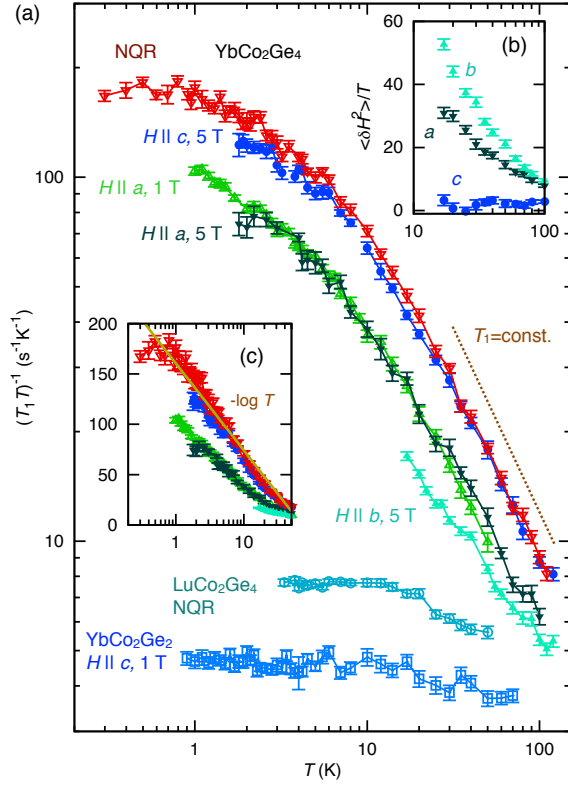 (a)
NQR
YbCo₂Ge₄
H || c, 5 T
H || a, 1 T
H || a, 5 T
H || b, 5 T
LuCo₂Ge₄
NQR
YbCo₂Ge₂
H || c, 1 T
T₁=const.
100
10
(T₁ T)⁻¹ (s⁻¹K⁻¹)
1
10
100
T (K)
(b)
60
40
20
0
<δH²>/T
b
a
c
10
100
(c)
200
150
100
50
0
-log T
1
10